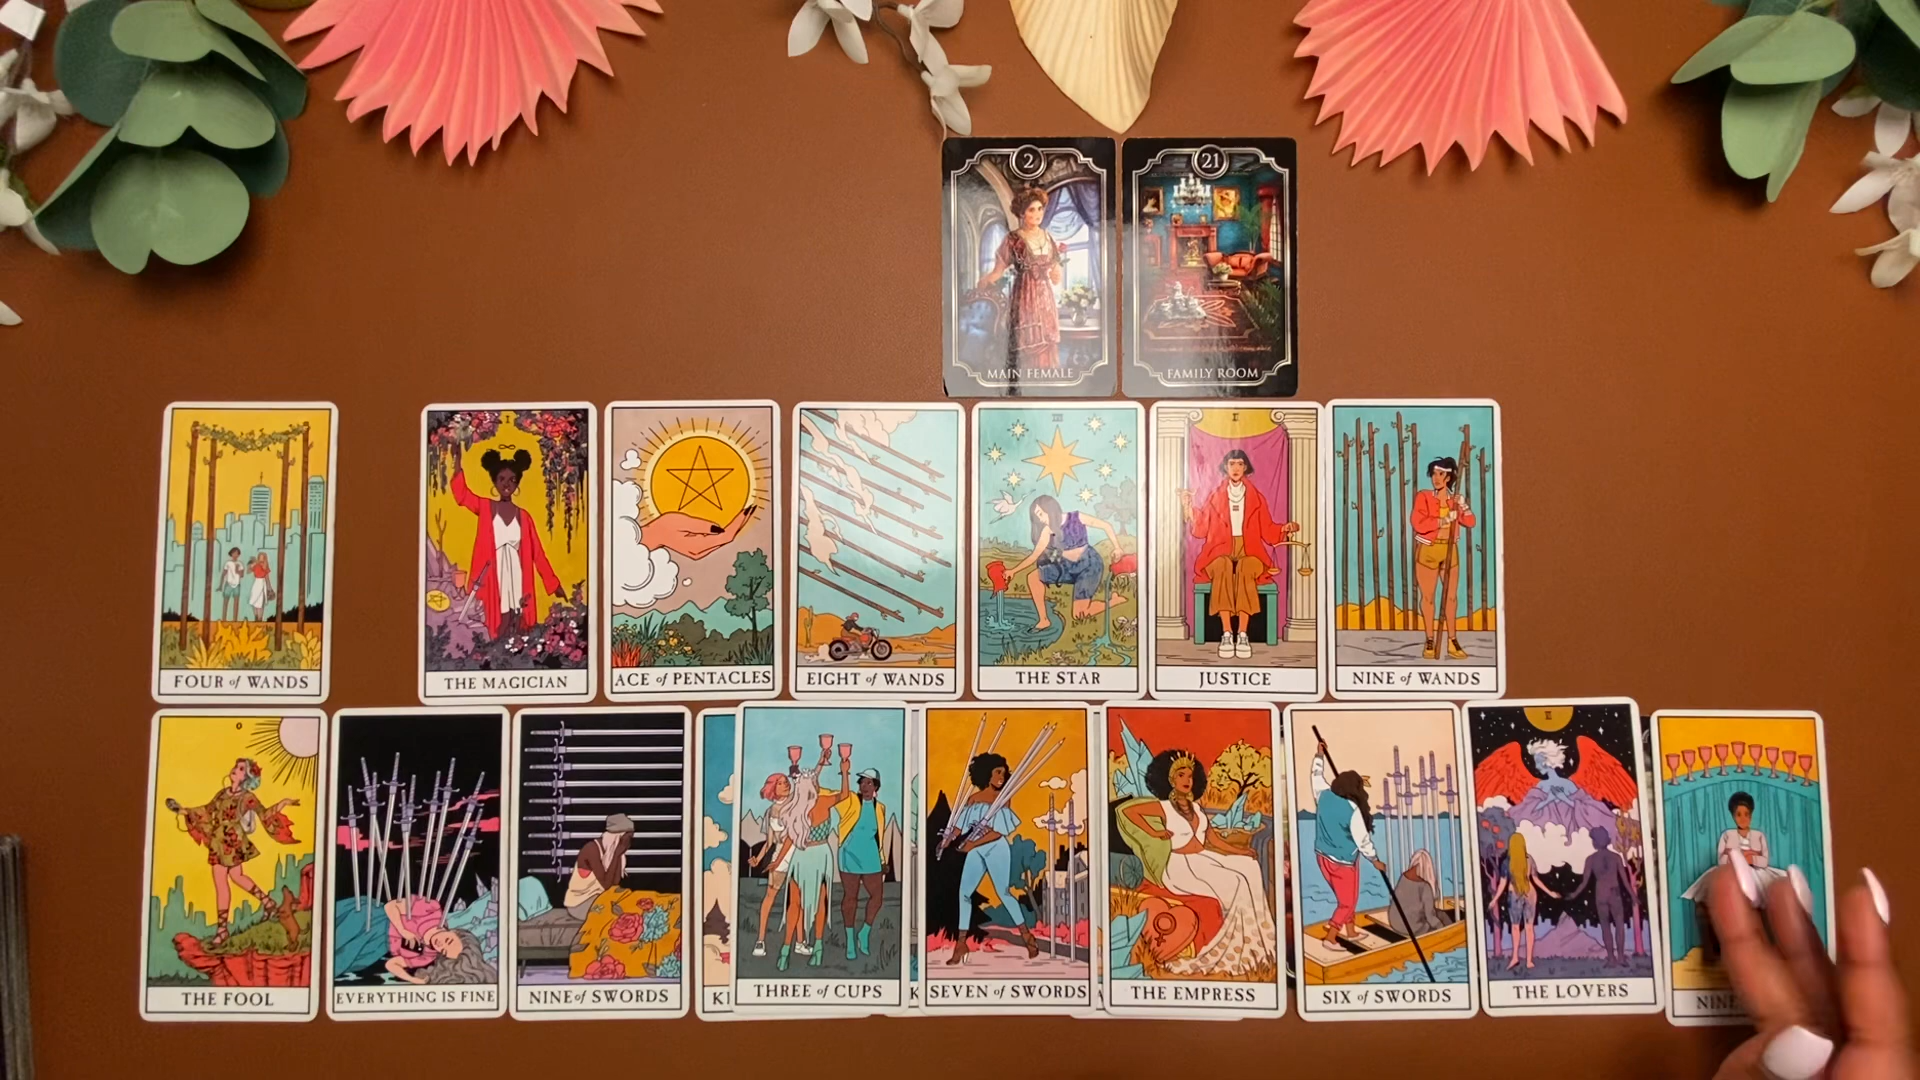 2
21
MAIN FEMALE
FAMILY ROOM
I
FOUR of WANDS
THE MAGICIAN
ACE of PENTACLES
EIGHT of WANDS
THE STAR
JUSTICE
NINE of WANDS
0
THE FOOL
EVERYTHING IS FINE
NINE of SWORDS
THREE of CUPS
SEVEN of SWORDS
THE EMPRESS
SIX of SWORDS
THE LOVERS
NINE